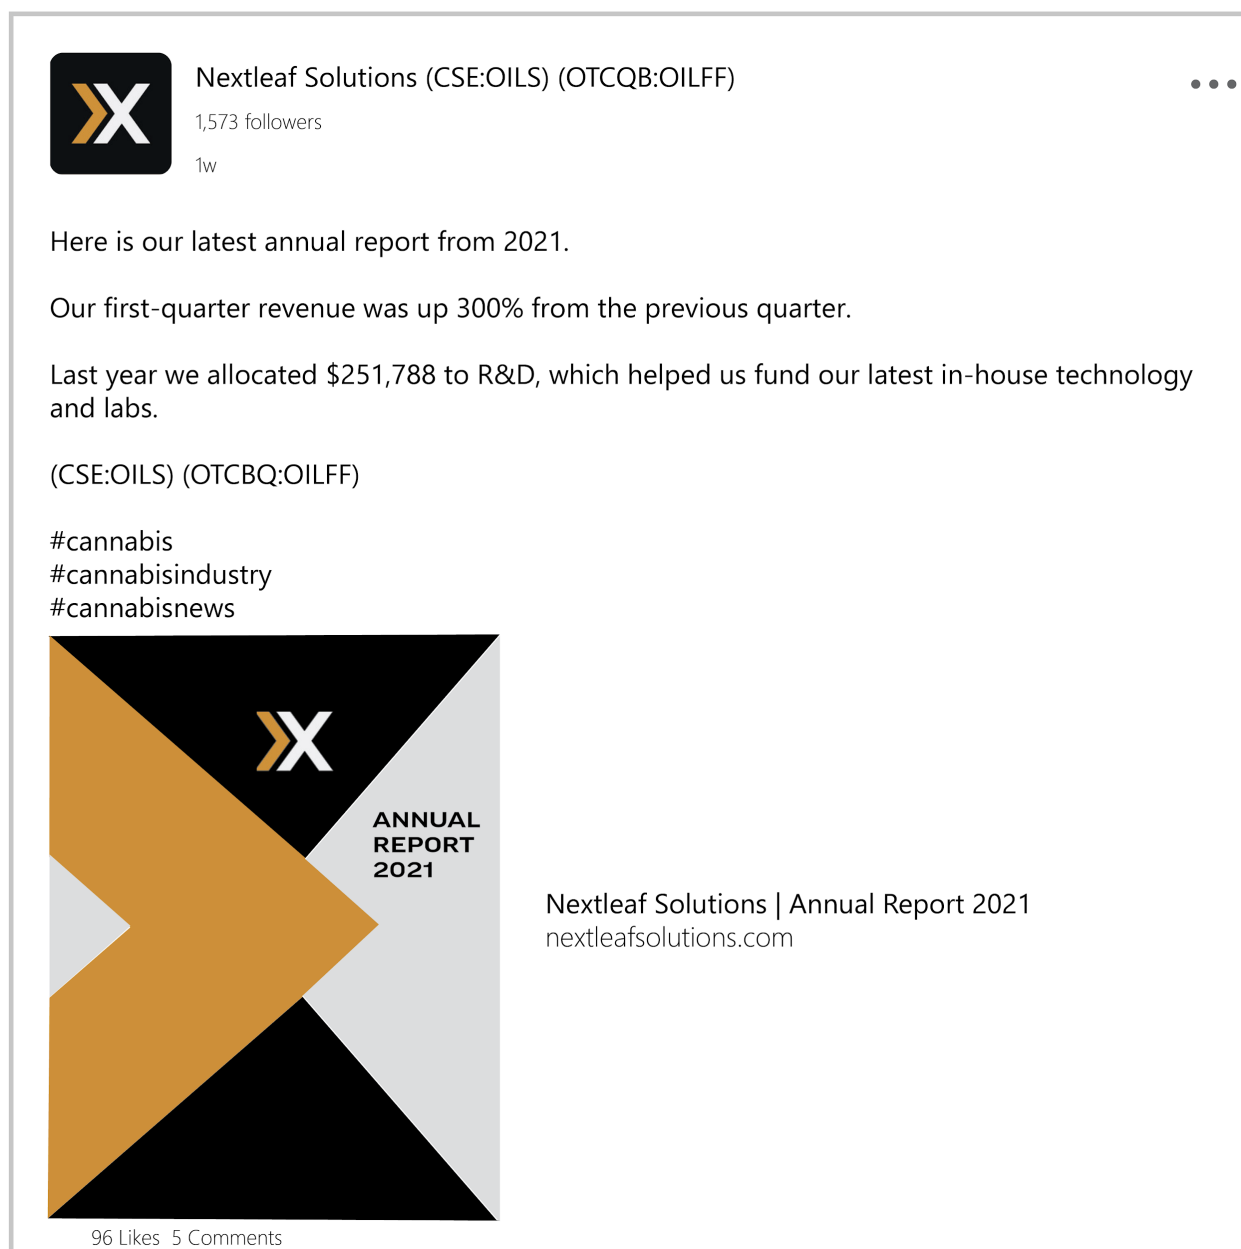 Nextleaf Solutions (CSE:OILS) (OTCQB:OILFF)
1,573 followers
1w
Here is our latest annual report from 2021.
Our first-quarter revenue was up 300% from the previous quarter.
Last year we allocated $251,788 to R&D, which helped us fund our latest in-house technology
and labs.
(CSE:OILS) (OTCBQ:OILFF)
#cannabis
#cannabisindustry
#cannabisnews
X
ANNUAL
REPORT
2021
Nextleaf Solutions | Annual Report 2021
nextleafsolutions.com
96 Likes 5 Comments